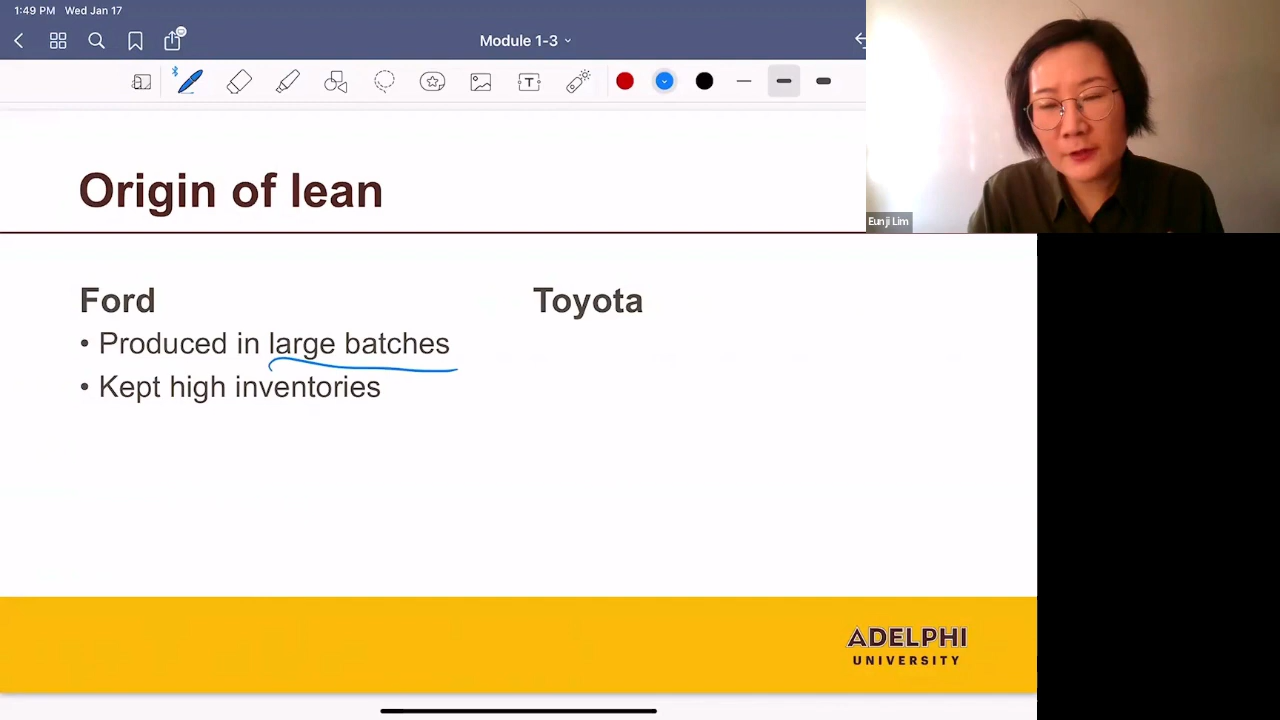 1:49 PM Wed Jan 17
Module 1-3
T
Eunji Lim
Origin of lean
Ford
• Produced in large batches
• Kept high inventories
Toyota
ADELPHI
UNIVERSITY